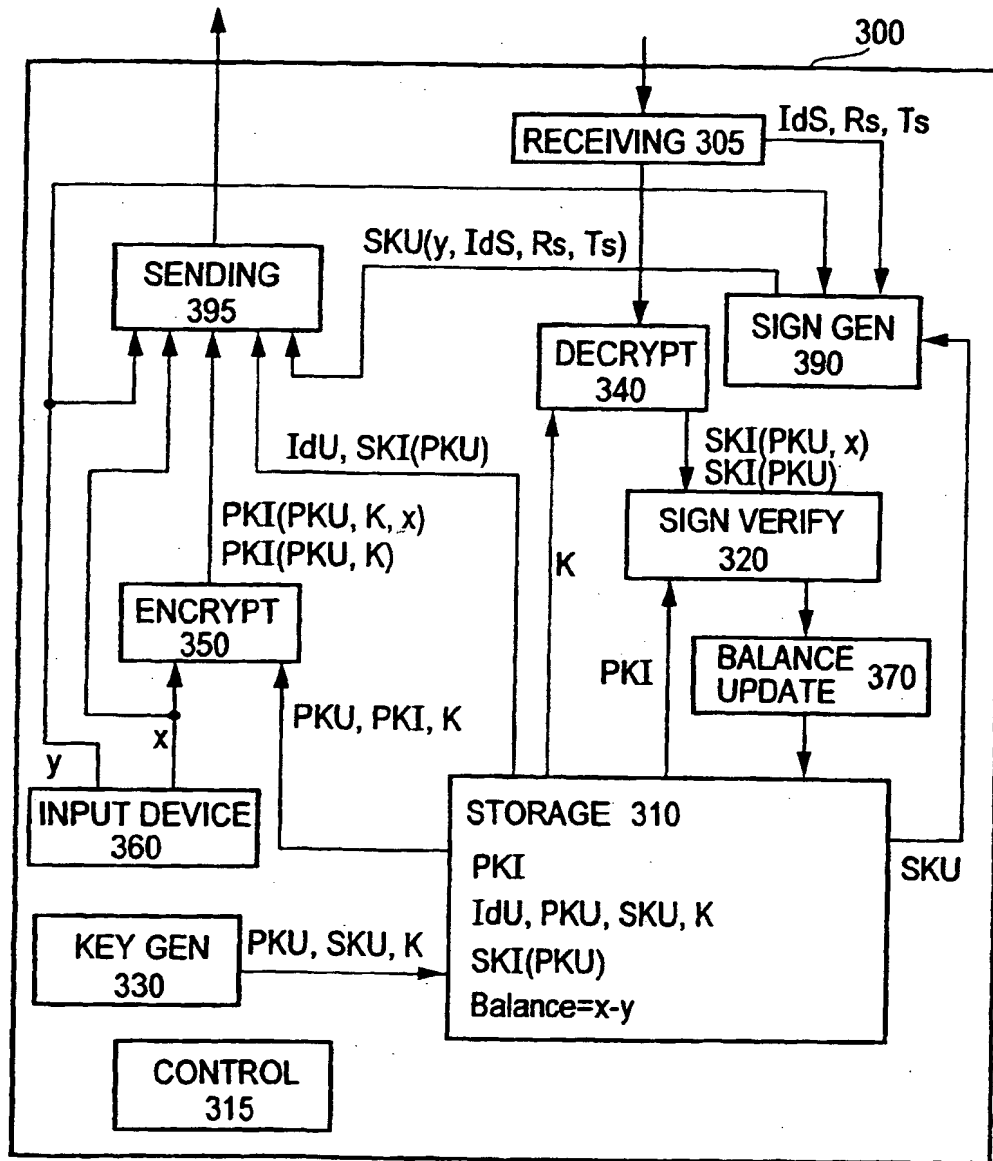 300
RECEIVING 305
IdS, Rs, Ts
SKU(y, IdS, Rs, Ts)
SENDING
395
SIGN GEN
390
DECRYPT
340
IdU, SKI(PKU)
SKI(PKU, x)
SKI(PKU)
PKI(PKU, K, x)
PKI(PKU, K)
SIGN VERIFY
320
K
ENCRYPT
350
PKI
BALANCE
UPDATE
370
PKU, PKI, K
x
y
INPUT DEVICE
360
STORAGE 310
PKI
IdU, PKU, SKU, K
SKI(PKU)
Balance=x-y
SKU
KEY GEN
330
PKU, SKU, K
CONTROL
315